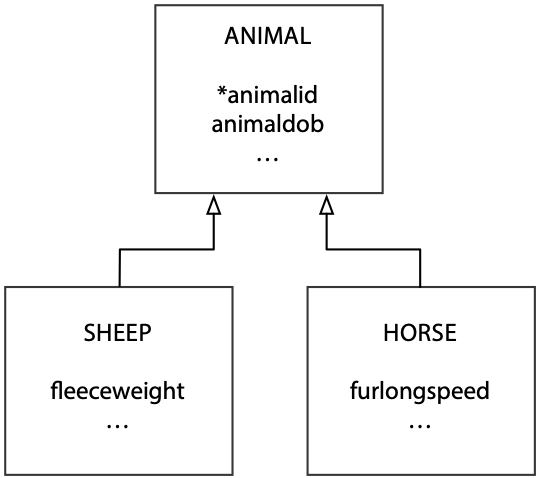 ANIMAL
*animalid
animaldob
...
SHEEP
fleeceweight
...
HORSE
furlongspeed
...